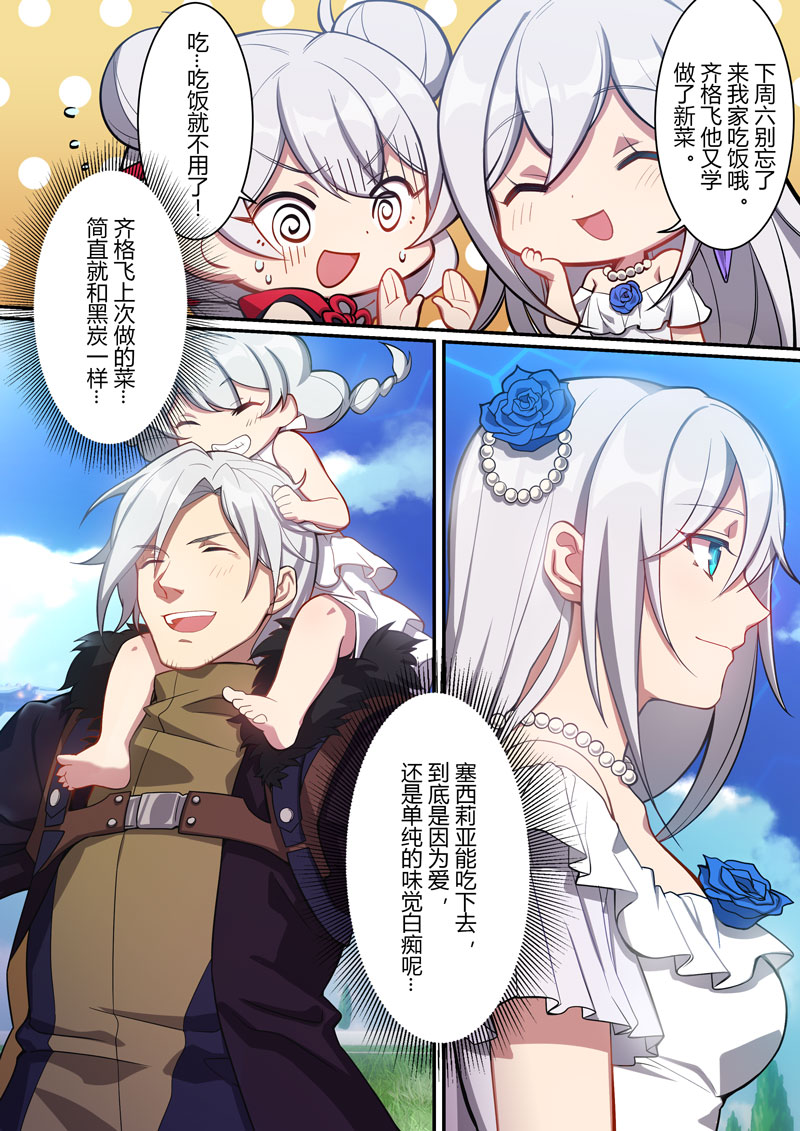 下周六别忘了
来我家吃饭哦。
齐格飞他又学
做了新菜。
吃…吃饭就
不用了！
齐格飞上次做的菜…
简直就和黑炭一样…
塞西莉亚能吃下去，
到底是因为爱，
还是单纯的味觉白痴呢…